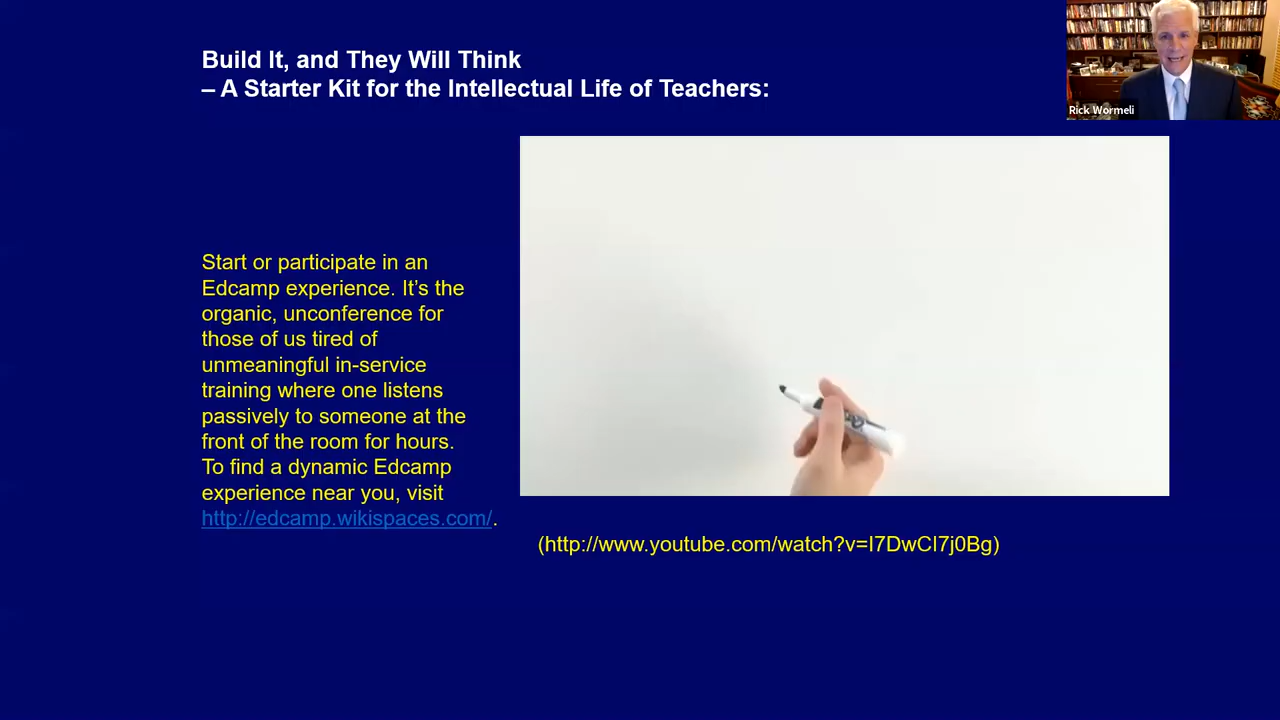 Build It, and They Will Think
– A Starter Kit for the Intellectual Life of Teachers:
Rick Wormeli
Start or participate in an
Edcamp experience. It’s the
organic, unconference for
those of us tired of
unmeaningful in-service
training where one listens
passively to someone at the
front of the room for hours.
To find a dynamic Edcamp
experience near you, visit
http://edcamp.wikispaces.com/.
(http://www.youtube.com/watch?v=I7DwCI7j0Bg)